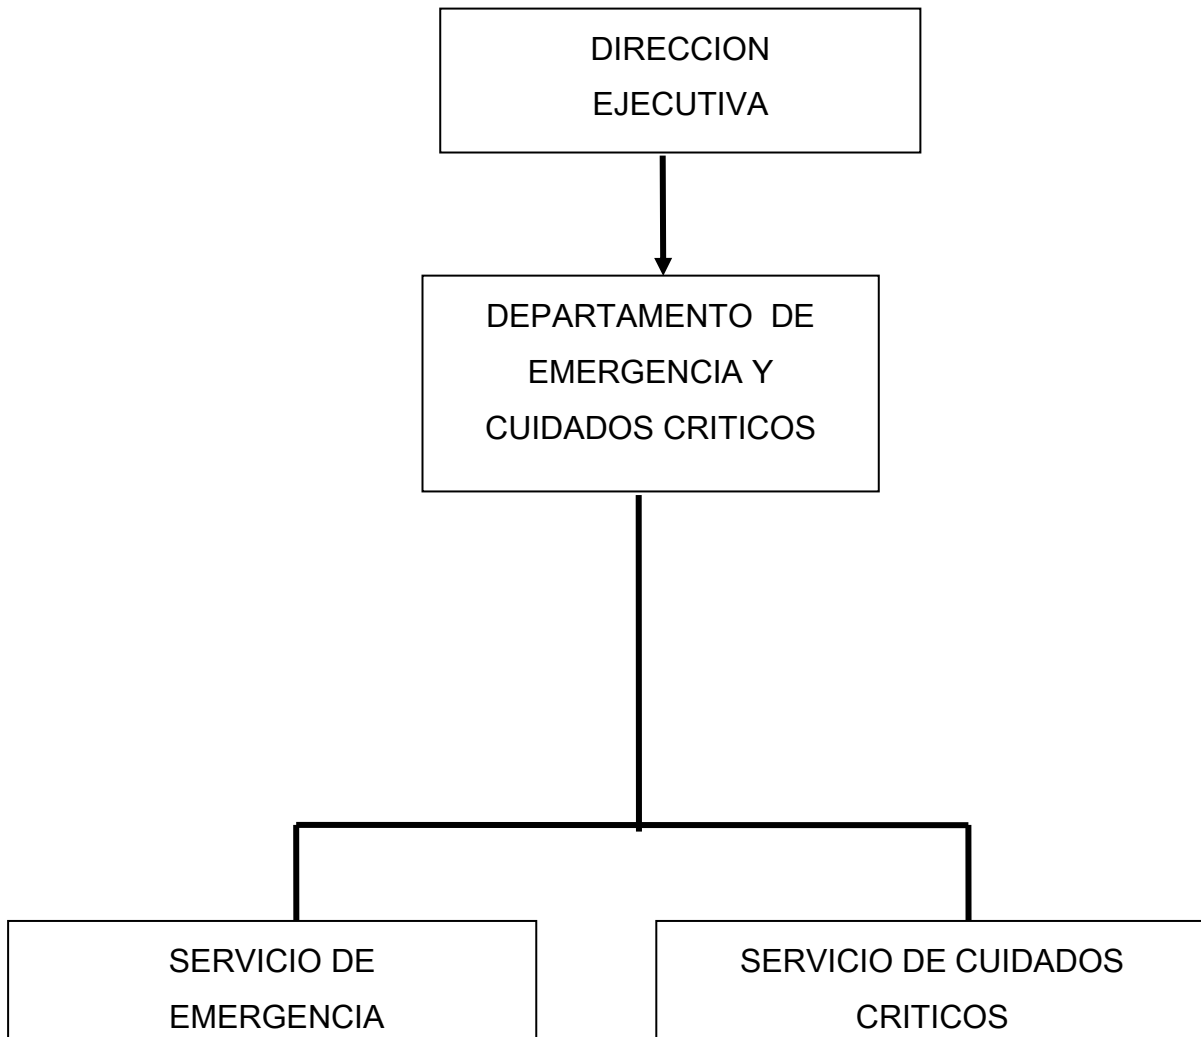 DIRECCION
EJECUTIVA
DEPARTAMENTO DE
EMERGENCIA Y
CUIDADOS CRITICOS
SERVICIO DE
EMERGENCIA
SERVICIO DE CUIDADOS
CRITICOS